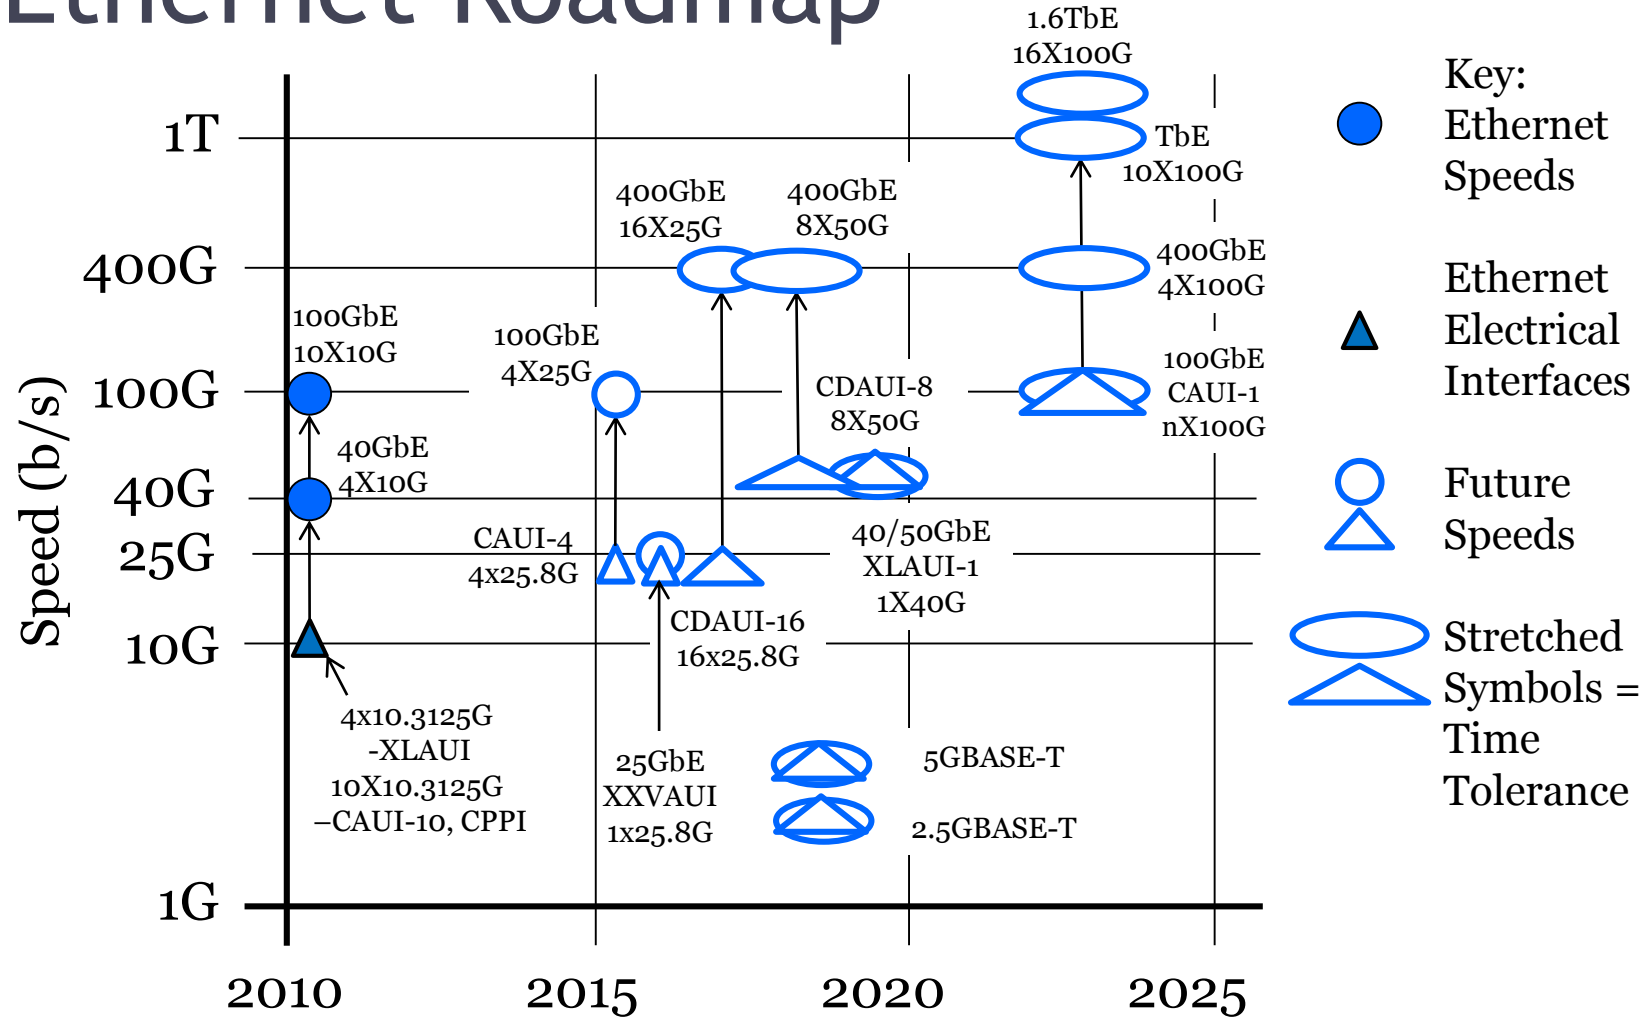 Ethernet Roadmap
1.6TbE
16X100G
1T
TbE
10X100G
400GbE
16X25G
400GbE
8X50G
400G
400GbE
4X100G
100GbE
10X10G
100GbE
4X25G
100G
CDAUI-8
8X50G
100GbE
CAUI-1
nX100G
40GbE
4X10G
40G
25G
CAUI-4
4x25.8G
40/50GbE
XLAUI-1
1X40G
CDAUI-16
16x25.8G
10G
4x10.3125G
-XLAUI
10X10.3125G
–CAUI-10, CPPI
25GbE
XXVAUI
1x25.8G
5GBASE-T
2.5GBASE-T
1G
Speed (b/s)
2010
2015
2020
2025
Key:
Ethernet
Speeds
Ethernet
Electrical
Interfaces
Future
Speeds
Stretched
Symbols =
Time
Tolerance